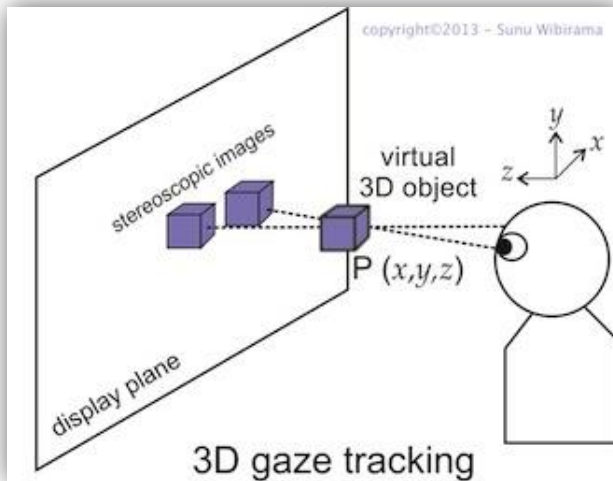 copyright©2013 – Sunu Wibirama
y
x
z
stereoscopic images
virtual
3D object
P (x,y,z)
display plane
3D gaze tracking